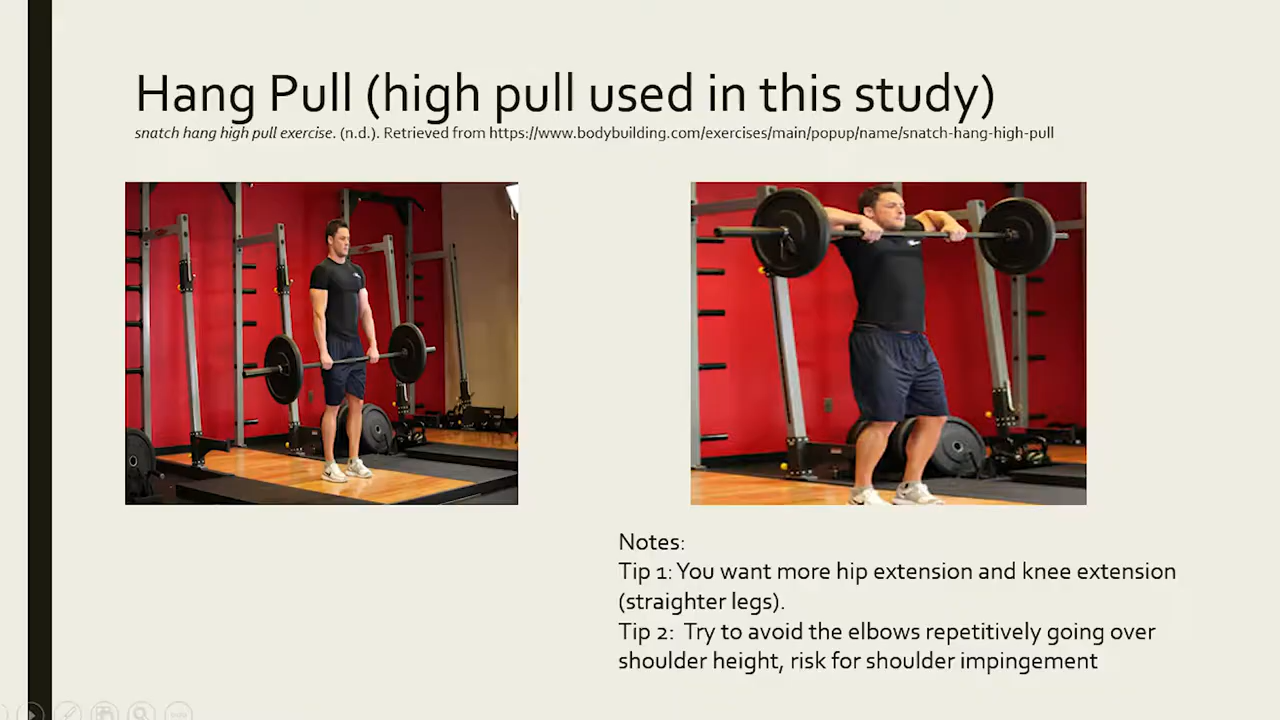 Hang Pull (high pull used in this study)
snatch hang high pull exercise. (n.d.). Retrieved from https://www.bodybuilding.com/exercises/main/popup/name/snatch-hang-high-pull
Notes:
Tip 1: You want more hip extension and knee extension
(straighter legs).
Tip 2:  Try to avoid the elbows repetitively going over
shoulder height, risk for shoulder impingement